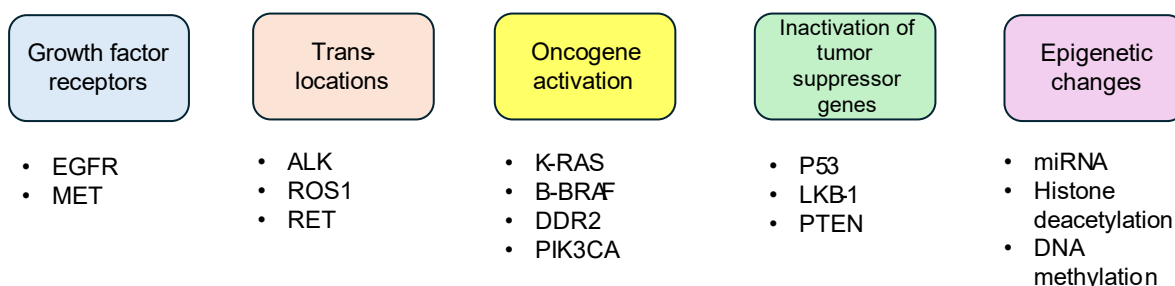 Growth factor
receptors
• EGFR
• MET
Trans-
locations
• ALK
• ROS1
• RET
Oncogene
activation
• K-RAS
• B-BRAF
• DDR2
• PIK3CA
Inactivation of
tumor
suppressor
genes
• P53
• LKB-1
• PTEN
Epigenetic
changes
• miRNA
• Histone
deacetylation
• DNA
methylation